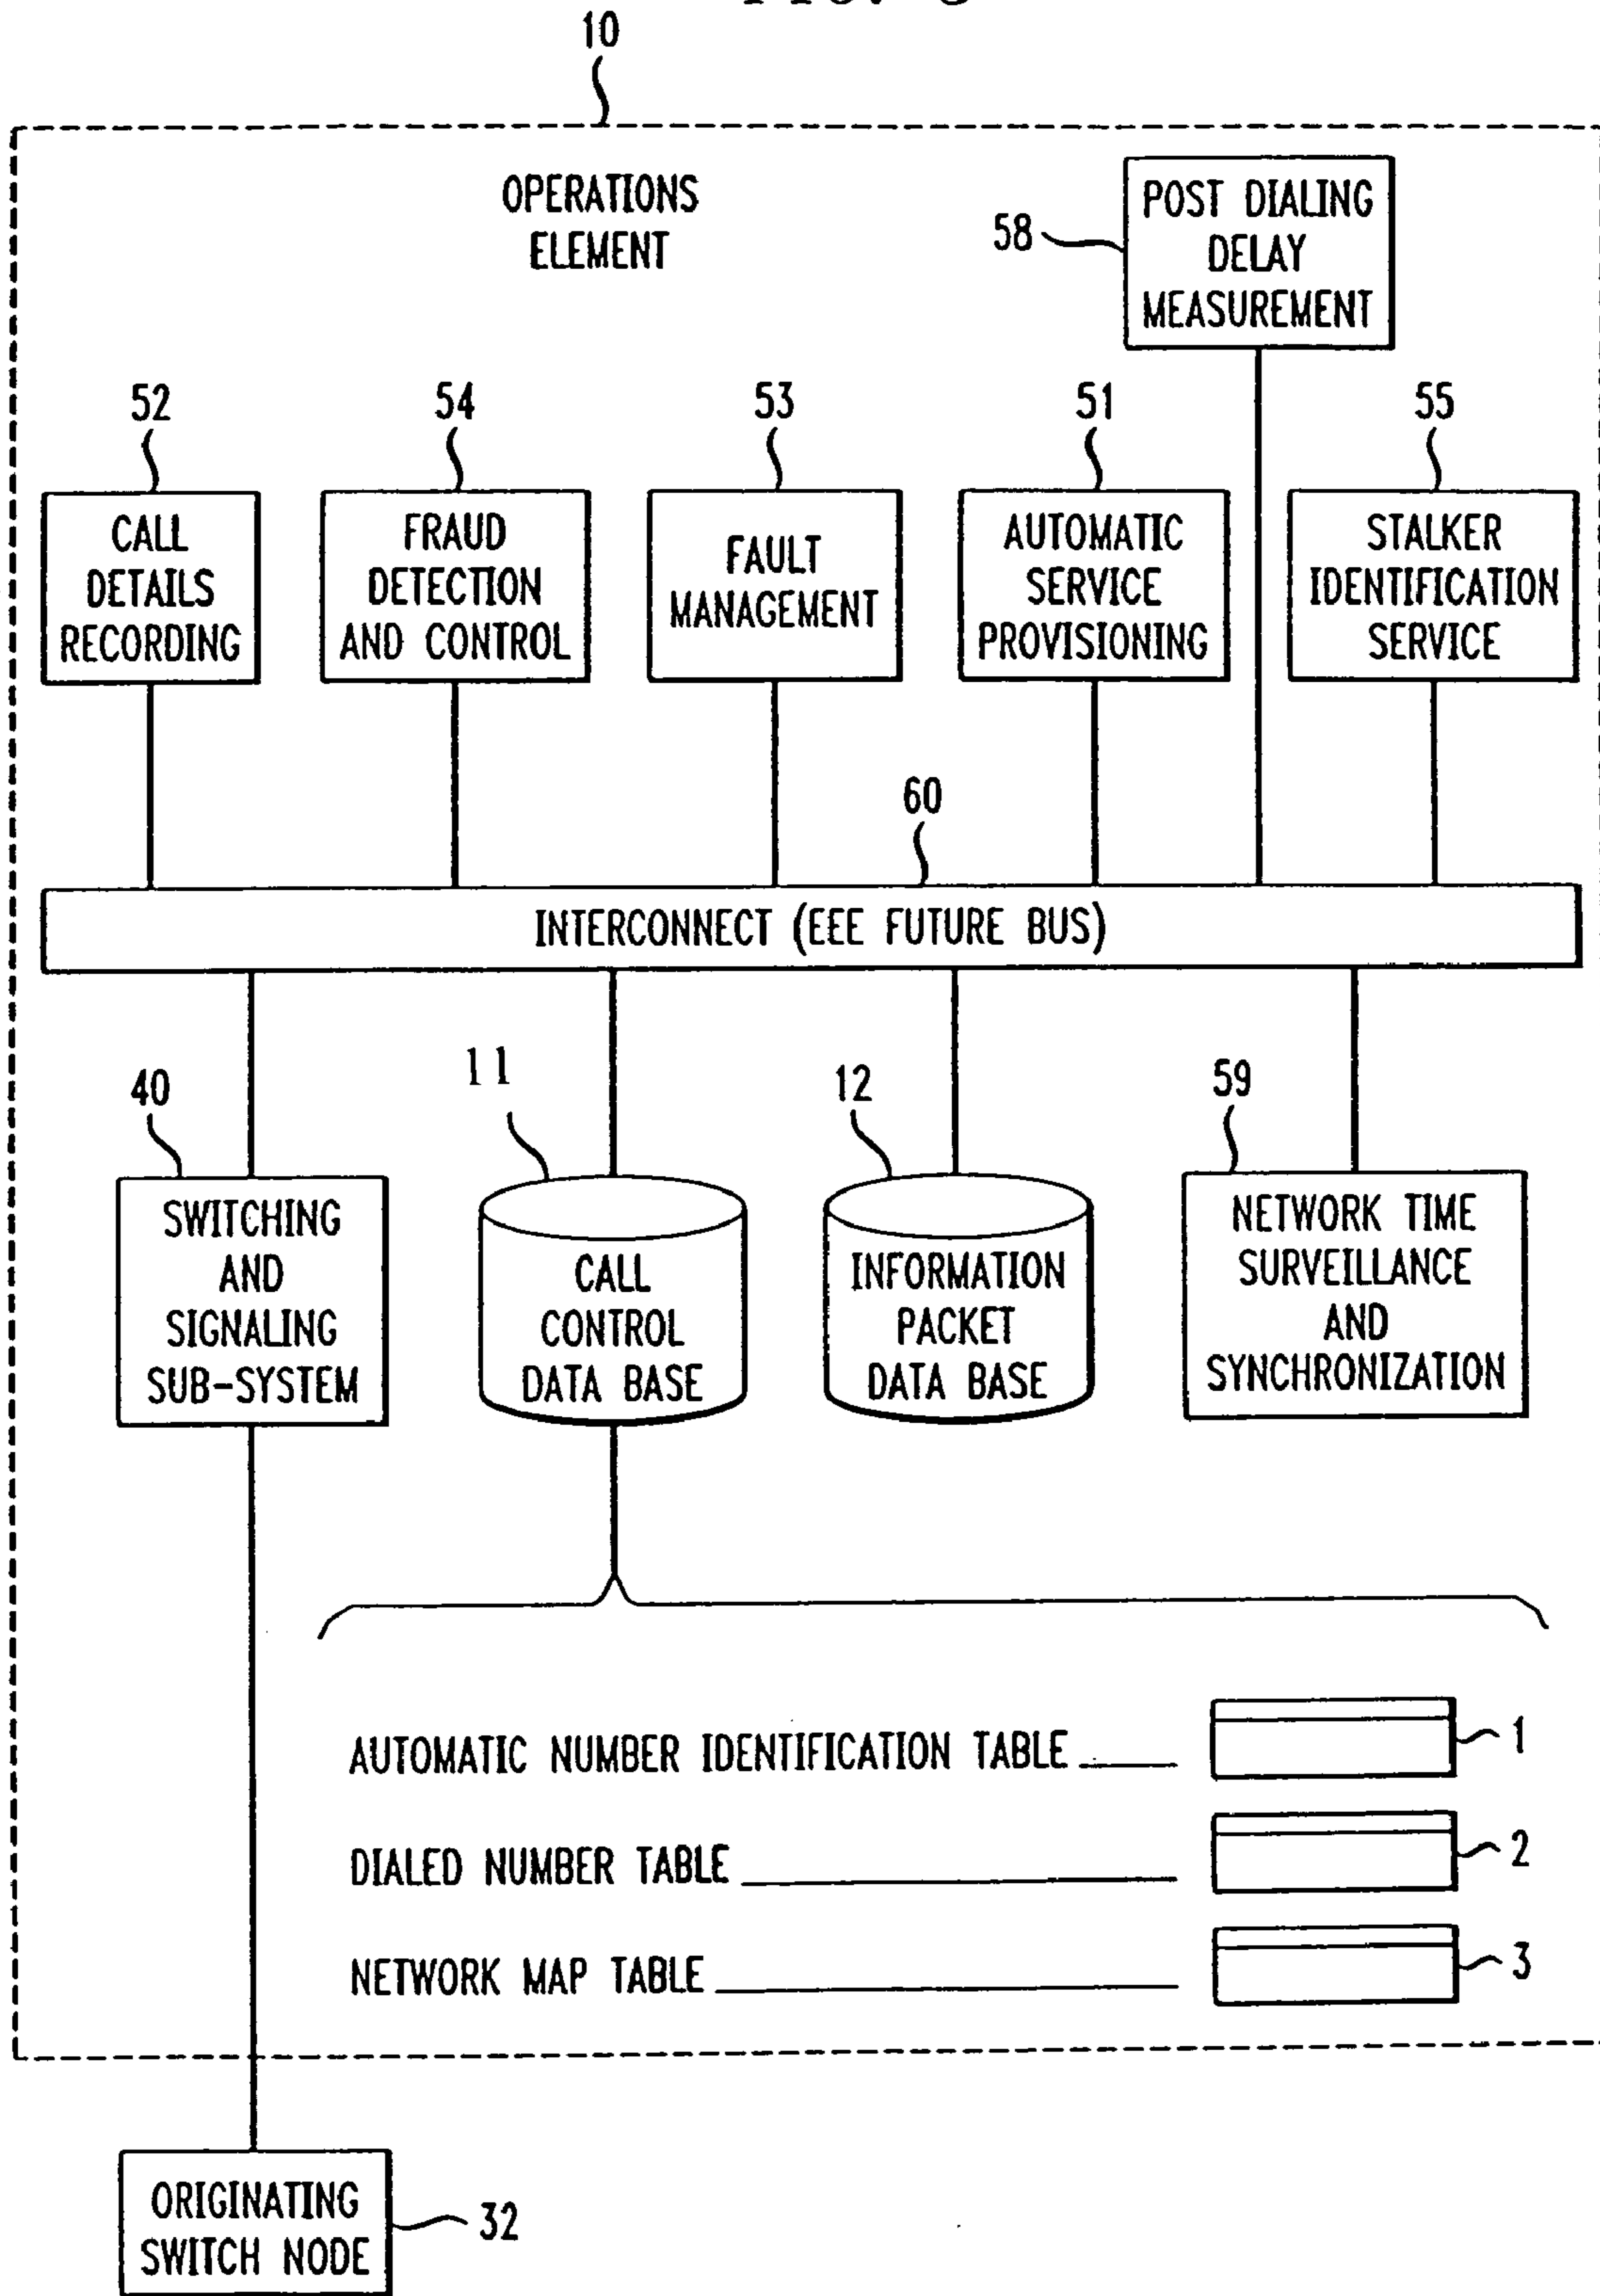 10
OPERATIONS
ELEMENT
58
POST DIALING
DELAY
MEASUREMENT
52
54
53
51
55
CALL
DETAILS
RECORDING
FRAUD
DETECTION
AND CONTROL
FAULT
MANAGEMENT
AUTOMATIC
SERVICE
PROVISIONING
STALKER
IDENTIFICATION
SERVICE
60
INTERCONNECT (EEE FUTURE BUS)
40
11
12
59
SWITCHING
AND
SIGNALING
SUB-SYSTEM
CALL
CONTROL
DATA BASE
INFORMATION
PACKET
DATA BASE
NETWORK TIME
SURVEILLANCE
AND
SYNCHRONIZATION
AUTOMATIC NUMBER IDENTIFICATION TABLE 1
DIALED NUMBER TABLE 2
NETWORK MAP TABLE 3
ORIGINATING
SWITCH NODE
32